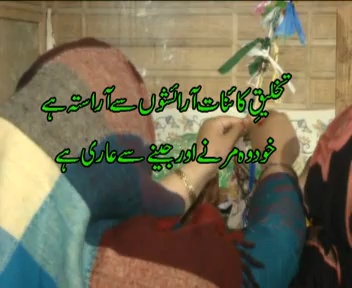 تخلیقِ کائنات آرائشوں سے آراستہ ہے
خود وہ مرنے اور جینے سے عاری ہے